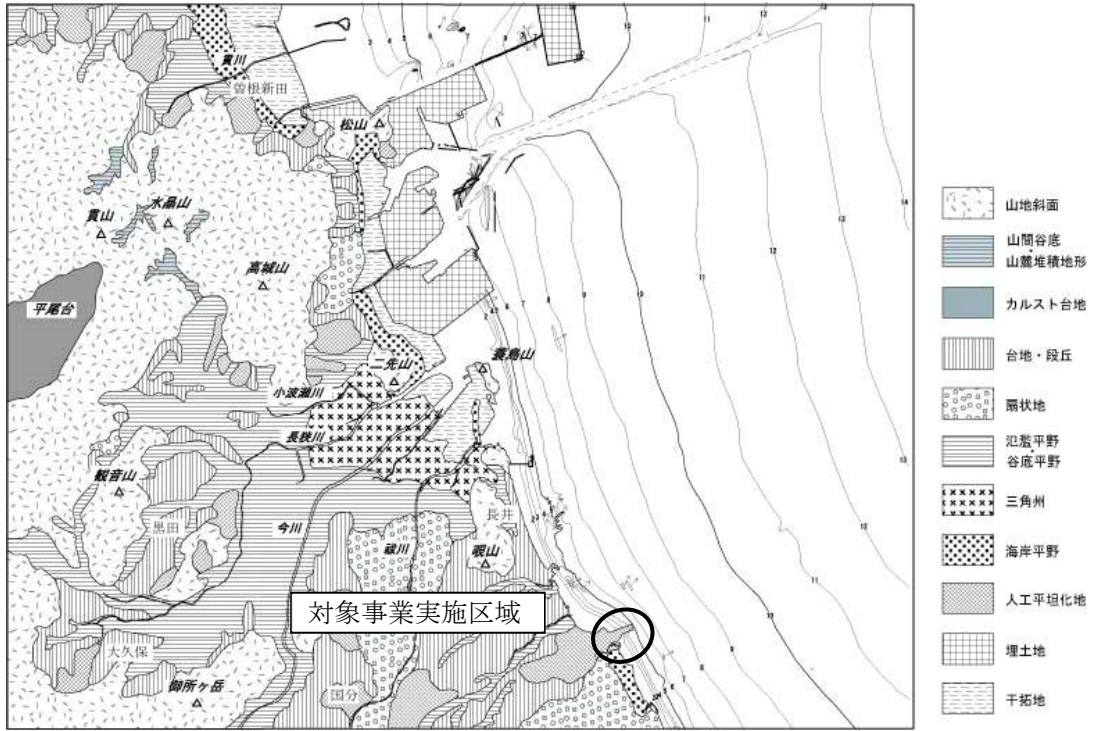 貫川
曽根新田
松山
貫山
水晶山
高城山
平尾台
二先山
蓑島山
小波瀬川
長狭川
観音山
黒田
今川
祓川
長井
覗山
対象事業実施区域
大久保
御所ヶ岳
国分
山地斜面
山間谷底
・
山麓堆積地形
カルスト台地
台地・段丘
扇状地
氾濫平野
・
谷底平野
三角州
海岸平野
人工平坦化地
埋土地
干拓地